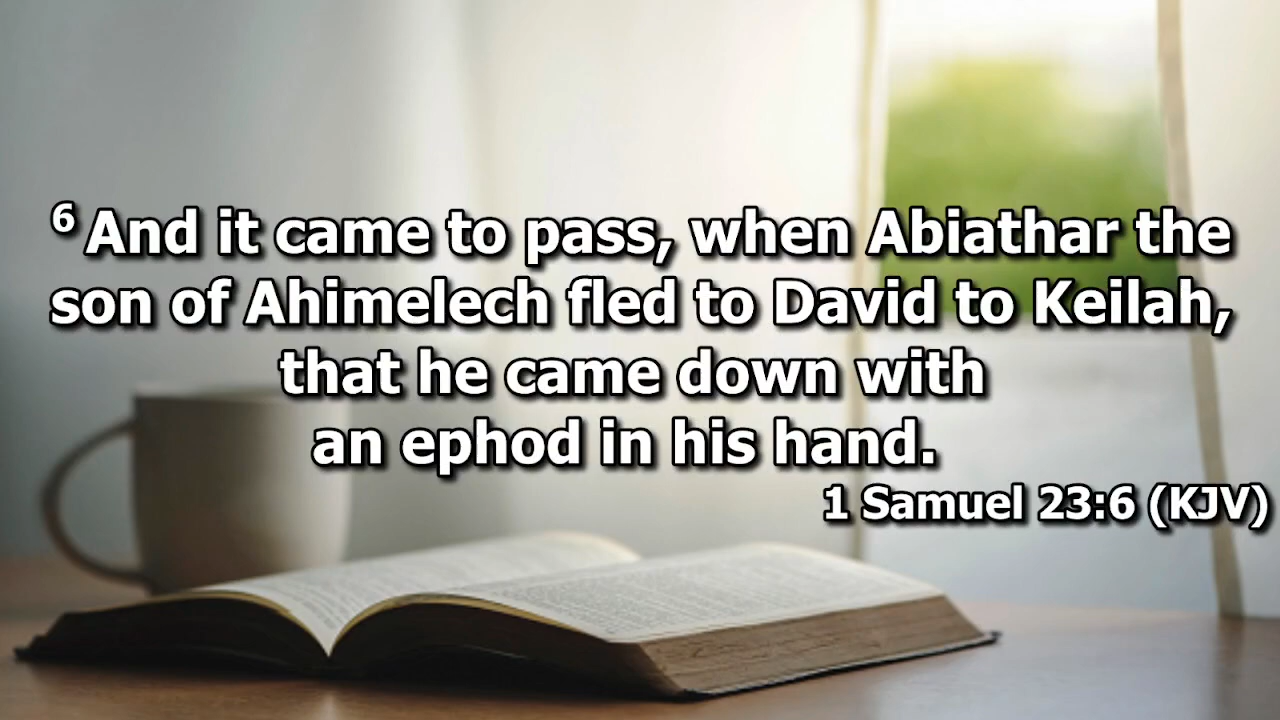 6 And it came to pass, when Abiathar the
son of Ahimelech fled to David to Keilah,
that he came down with
an ephod in his hand.
1 Samuel 23:6 (KJV)